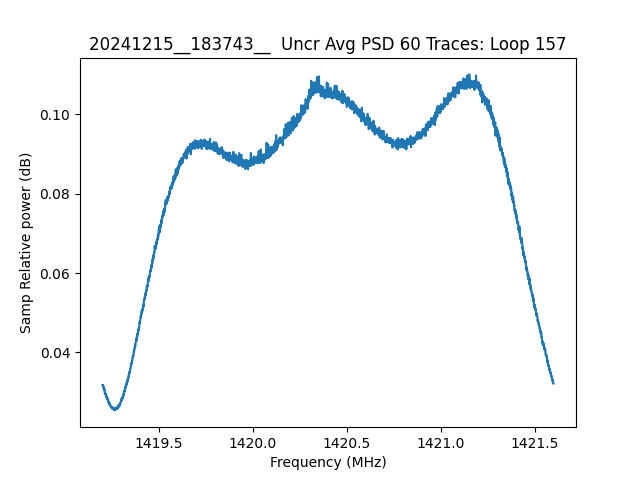 20241215__183743__  Uncr Avg PSD 60 Traces: Loop 157
Samp Relative power (dB)
0.10
0.08
0.06
0.04
1419.5 1420.0 1420.5 1421.0 1421.5
Frequency (MHz)